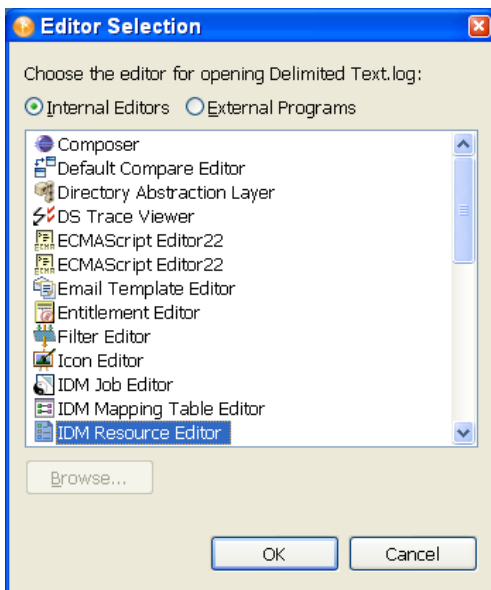 Editor Selection
Choose the editor for opening Delimited Text.log:
Internal Editors External Programs
Composer
Default Compare Editor
Directory Abstraction Layer
DS Trace Viewer
ECMAScript Editor22
ECMAScript Editor22
Email Template Editor
Entitlement Editor
Filter Editor
Icon Editor
IDM Job Editor
IDM Mapping Table Editor
IDM Resource Editor
Browse...
OK Cancel